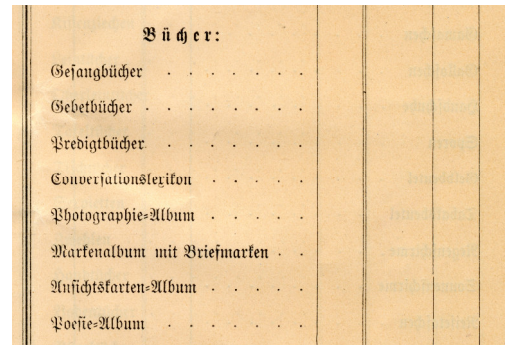 Bücher:
Gesangbücher . . . . . . .
Gebetbücher . . . . . . . .
Predigtbücher . . . . . . .
Conversationslexikon . . . . .
Photographie-Album . . . . .
Markenalbum mit Briefmarken . .
Ansichtskarten-Album . . . . .
Poesie-Album . . . . . . .